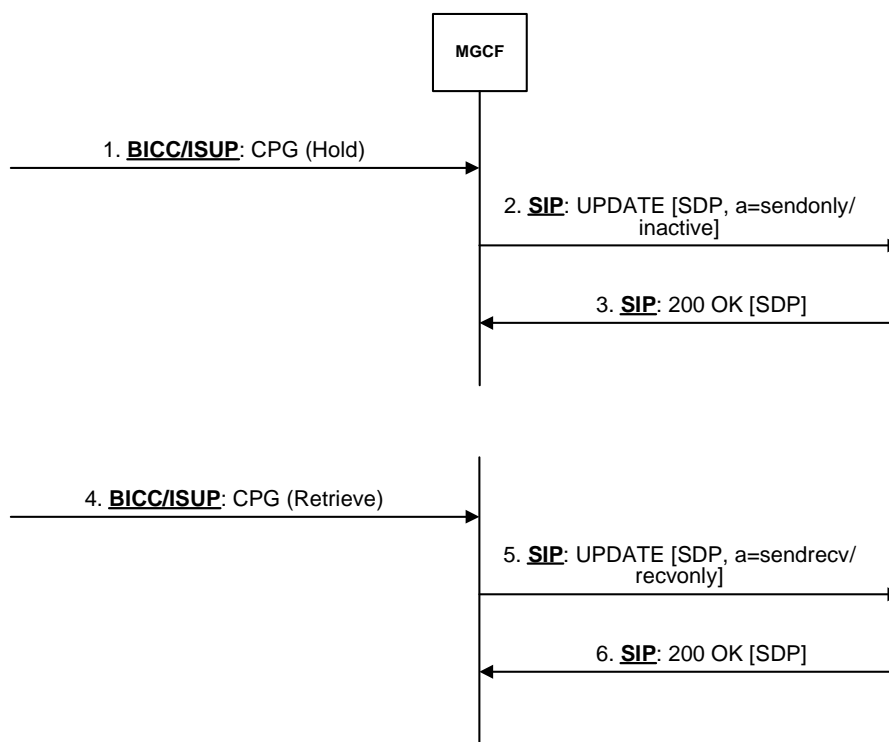 MGCF
1. BICC/ISUP: CPG (Hold)
2. SIP: UPDATE [SDP, a=sendonly/
inactive]
3. SIP: 200 OK [SDP]
4. BICC/ISUP: CPG (Retrieve)
5. SIP: UPDATE [SDP, a=sendrecv/
recvonly]
6. SIP: 200 OK [SDP]